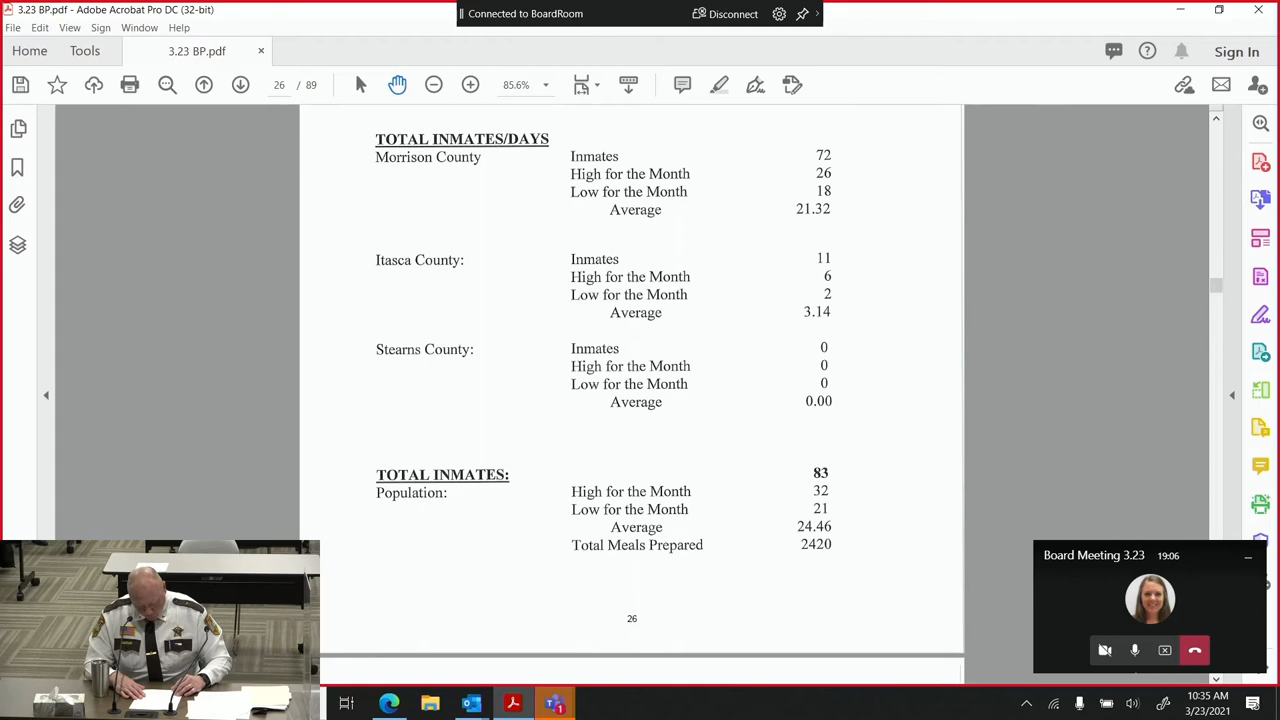 3.23 BP.pdf - Adobe Acrobat Pro DC (32-bit)
Connected to BoardRoom
Disconnect
File Edit View Sign Window Help
Home Tools 3.23 BP.pdf × Sign In
26 / 89 85.6%
TOTAL INMATES/DAYS
Morrison County Inmates 72
High for the Month 26
Low for the Month 18
Average 21.32
Itasca County: Inmates 11
High for the Month 6
Low for the Month 2
Average 3.14
Stearns County: Inmates 0
High for the Month 0
Low for the Month 0
Average 0.00
TOTAL INMATES: 83
Population: High for the Month 32
Low for the Month 21
Average 24.46
Total Meals Prepared 2420
26
Board Meeting 3.23 19:06
10:35 AM
3/23/2021